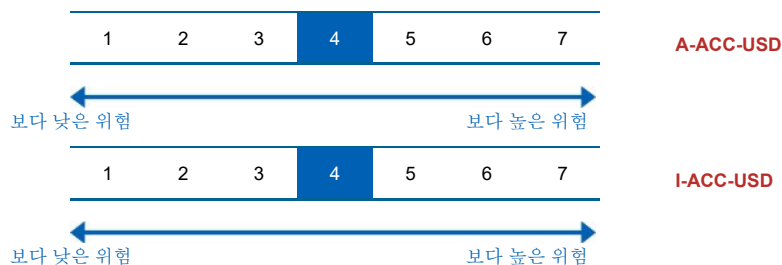 1 2 3 4 5 6 7 A-ACC-USD
보다 낮은 위험 보다 높은 위험
1 2 3 4 5 6 7 I-ACC-USD
보다 낮은 위험 보다 높은 위험